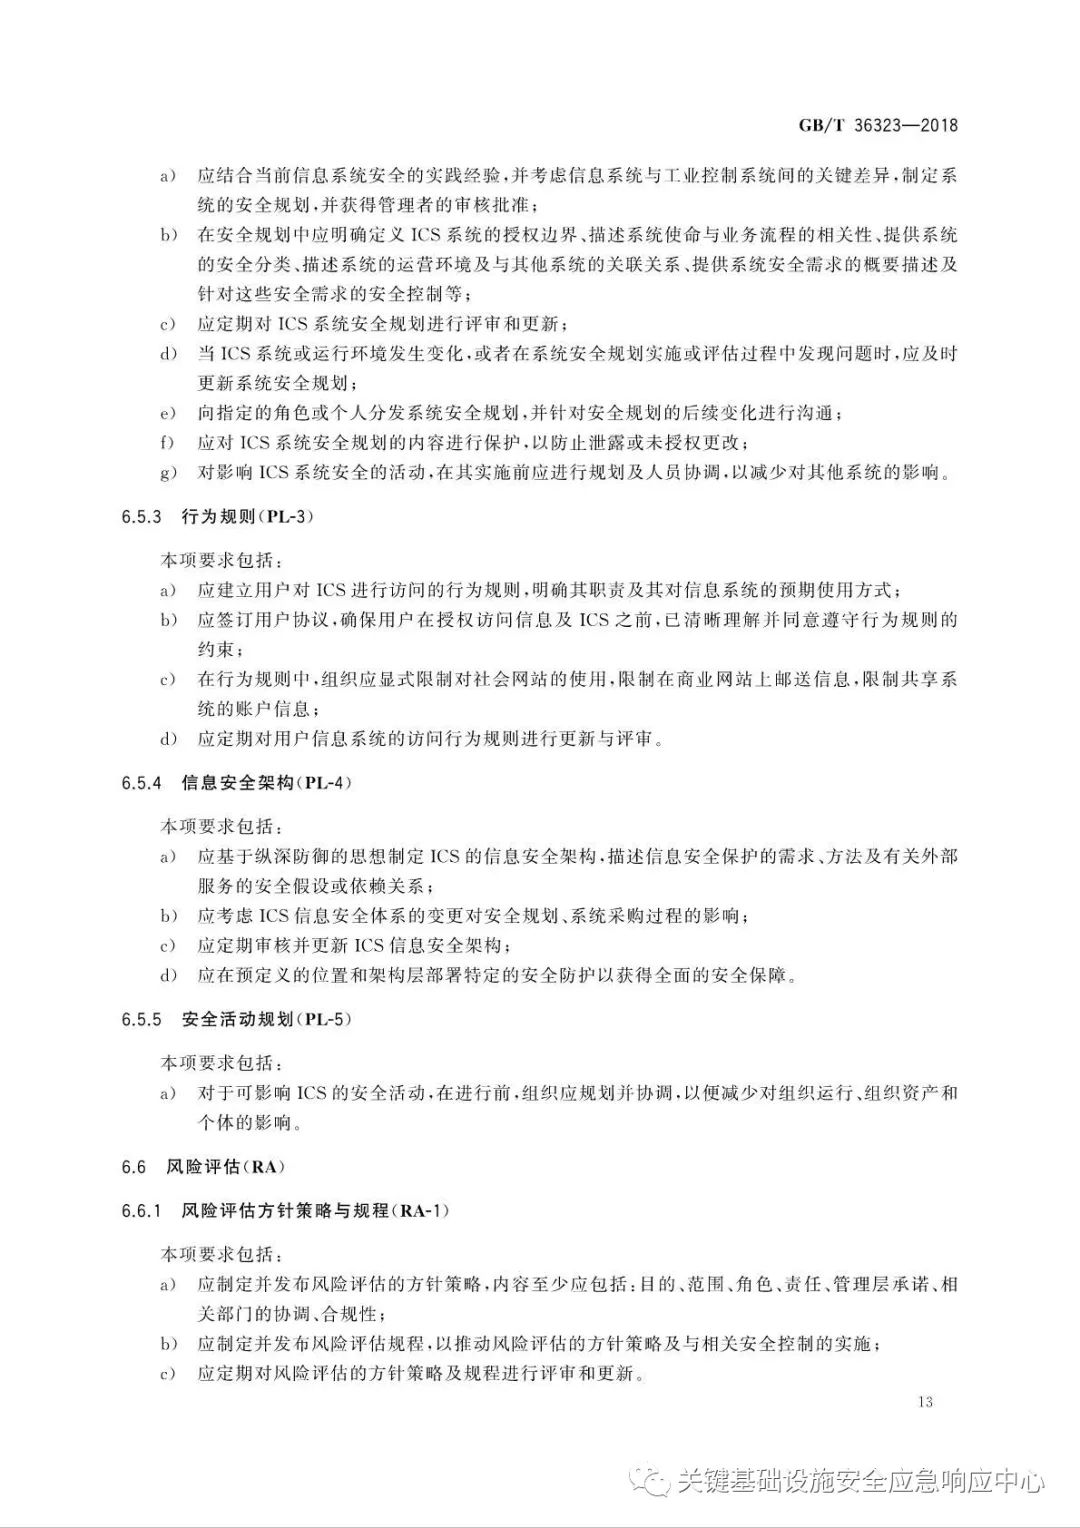 GB/T 36323—2018
a) 应结合当前信息系统安全的实践经验,并考虑信息系统与工业控制系统间的关键差异,制定系
统的安全规划,并获得管理者的审核批准;
b) 在安全规划中应明确定义 ICS 系统的授权边界、描述系统使命与业务流程的相关性、提供系统
的安全分类、描述系统的运营环境及与其他系统的关联关系、提供系统安全需求的概要描述及
针对这些安全需求的安全控制等;
c) 应定期对 ICS 系统安全规划进行评审和更新;
d) 当 ICS 系统或运行环境发生变化,或者在系统安全规划实施或评估过程中发现问题时,应及时
更新系统安全规划;
e) 向指定的角色或个人分发系统安全规划,并针对安全规划的后续变化进行沟通;
f) 应对 ICS 系统安全规划的内容进行保护,以防止泄露或未授权更改;
g) 对影响 ICS 系统安全的活动,在其实施前应进行规划及人员协调,以减少对其他系统的影响。
6.5.3 行为规则(PL-3)
本项要求包括:
a) 应建立用户对 ICS 进行访问的行为规则,明确其职责及其对信息系统的预期使用方式;
b) 应签订用户协议,确保用户在授权访问信息及 ICS 之前,已清晰理解并同意遵守行为规则的
约束;
c) 在行为规则中,组织应显式限制对社会网站的使用,限制在商业网站上邮送信息,限制共享系
统的账户信息;
d) 应定期对用户信息系统的访问行为规则进行更新与评审。
6.5.4 信息安全架构(PL-4)
本项要求包括:
a) 应基于纵深防御的思想制定 ICS 的信息安全架构,描述信息安全保护的需求、方法及有关外部
服务的安全假设或依赖关系;
b) 应考虑 ICS 信息安全体系的变更对安全规划、系统采购过程的影响;
c) 应定期审核并更新 ICS 信息安全架构;
d) 应在预定义的位置和架构层部署特定的安全防护以获得全面的安全保障。
6.5.5 安全活动规划(PL-5)
本项要求包括:
a) 对于可影响 ICS 的安全活动,在进行前,组织应规划并协调,以便减少对组织运行、组织资产和
个体的影响。
6.6 风险评估(RA)
6.6.1 风险评估方针策略与规程(RA-1)
本项要求包括:
a) 应制定并发布风险评估的方针策略,内容至少应包括:目的、范围、角色、责任、管理层承诺、相
关部门的协调、合规性;
b) 应制定并发布风险评估规程,以推动风险评估的方针策略及与相关安全控制的实施;
c) 应定期对风险评估的方针策略及规程进行评审和更新。
13
关键基础设施安全应急响应中心